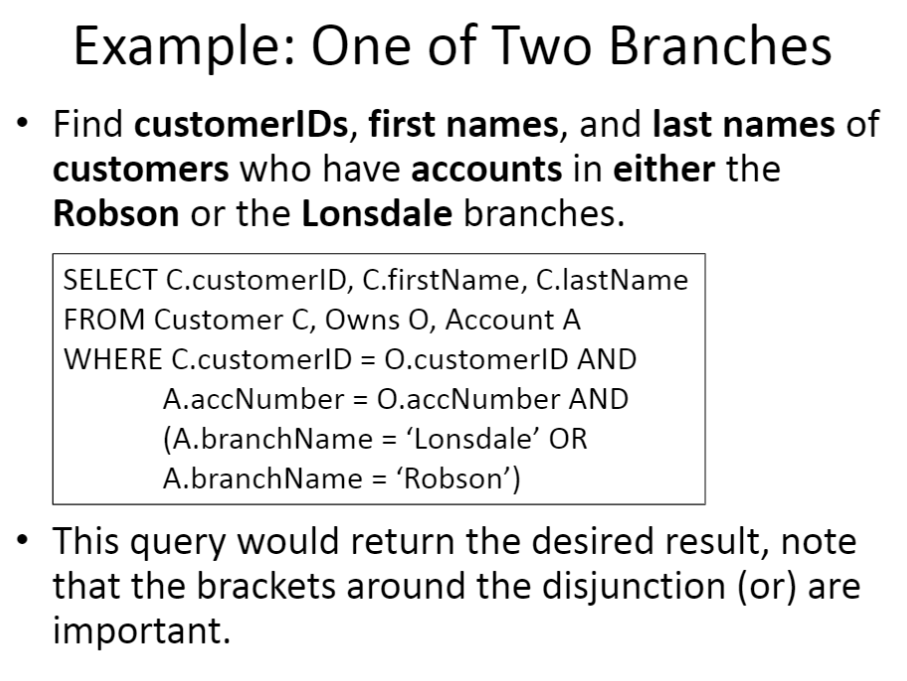 Example: One of Two Branches
• Find customerIDs, first names, and last names of
customers who have accounts in either the
Robson or the Lonsdale branches.
SELECT C.customerID, C.firstName, C.lastName
FROM Customer C, Owns O, Account A
WHERE C.customerID = O.customerID AND
A.accNumber = O.accNumber AND
(A.branchName = ‘Lonsdale’ OR
A.branchName = ‘Robson’)
• This query would return the desired result, note
that the brackets around the disjunction (or) are
important.